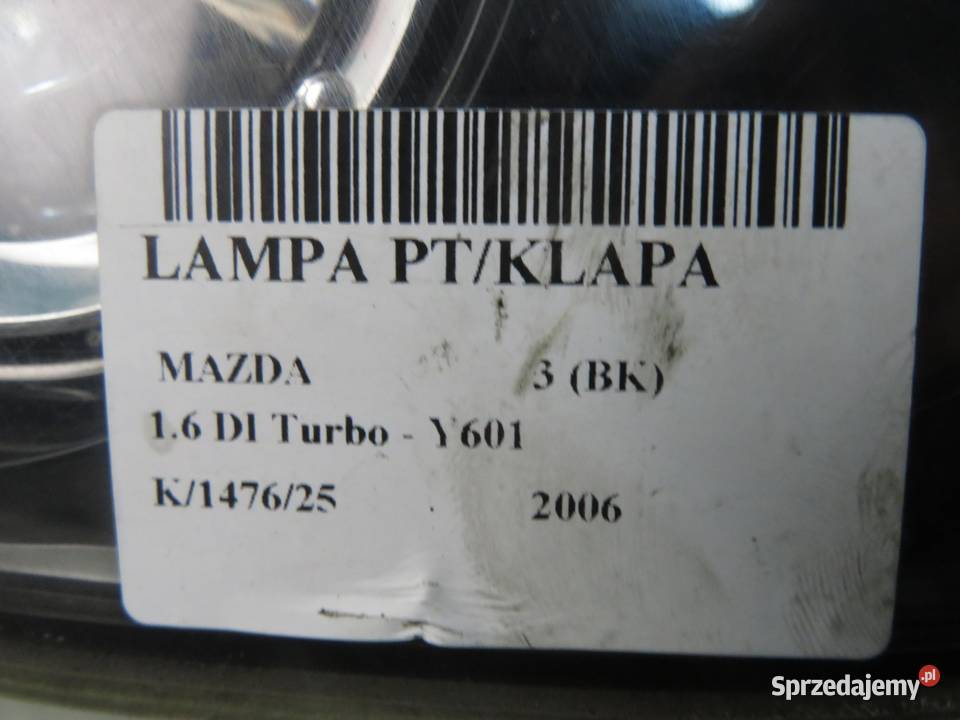 LAMPA PT/KLAPA
MAZDA 3 (BK)
1.6 DI Turbo - Y601
K/1476/25 2006
Sprzedajemy.pl